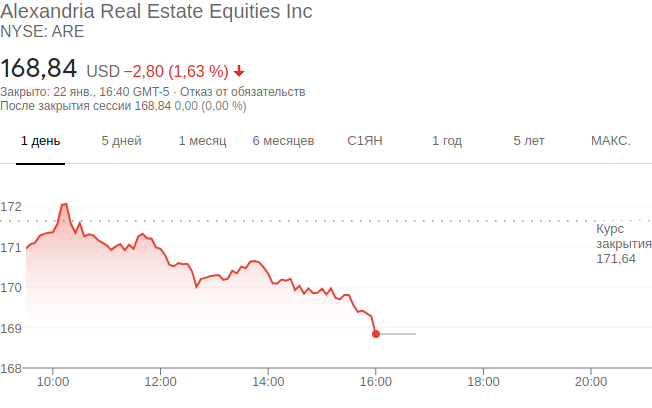 Alexandria Real Estate Equities Inc
NYSE: ARE
168,84 USD −2,80 (1,63 %)
Закрыто: 22 янв., 16:40 GMT-5 · Отказ от обязательств
После закрытия сессии 168,84 0,00 (0,00 %)
1 день 5 дней 1 месяц 6 месяцев С1ЯН 1 год 5 лет МАКС.
172
Курс
закрытия
171,64
171
170
169
168
10:00 12:00 14:00 16:00 18:00 20:00